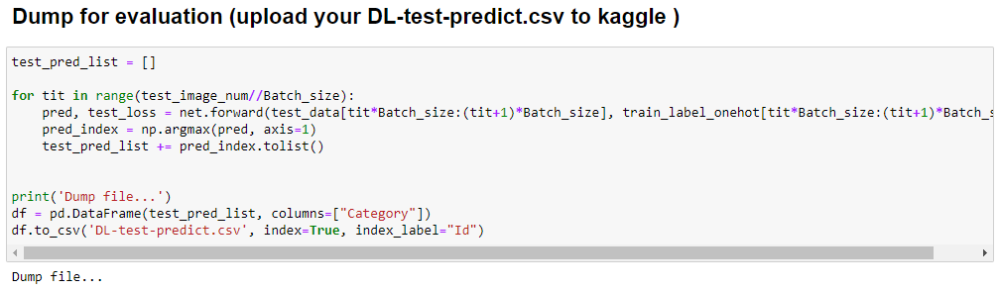 Dump for evaluation (upload your DL-test-predict.csv to kaggle )
test_pred_list = []
for tit in range(test_image_num//Batch_size):
    pred, test_loss = net.forward(test_data[tit*Batch_size:(tit+1)*Batch_size], train_label_onehot[tit*Batch_size:(tit+1)*Batch_s
    pred_index = np.argmax(pred, axis=1)
    test_pred_list += pred_index.tolist()
print('Dump file...')
df = pd.DataFrame(test_pred_list, columns=["Category"])
df.to_csv('DL-test-predict.csv', index=True, index_label="Id")
Dump file...